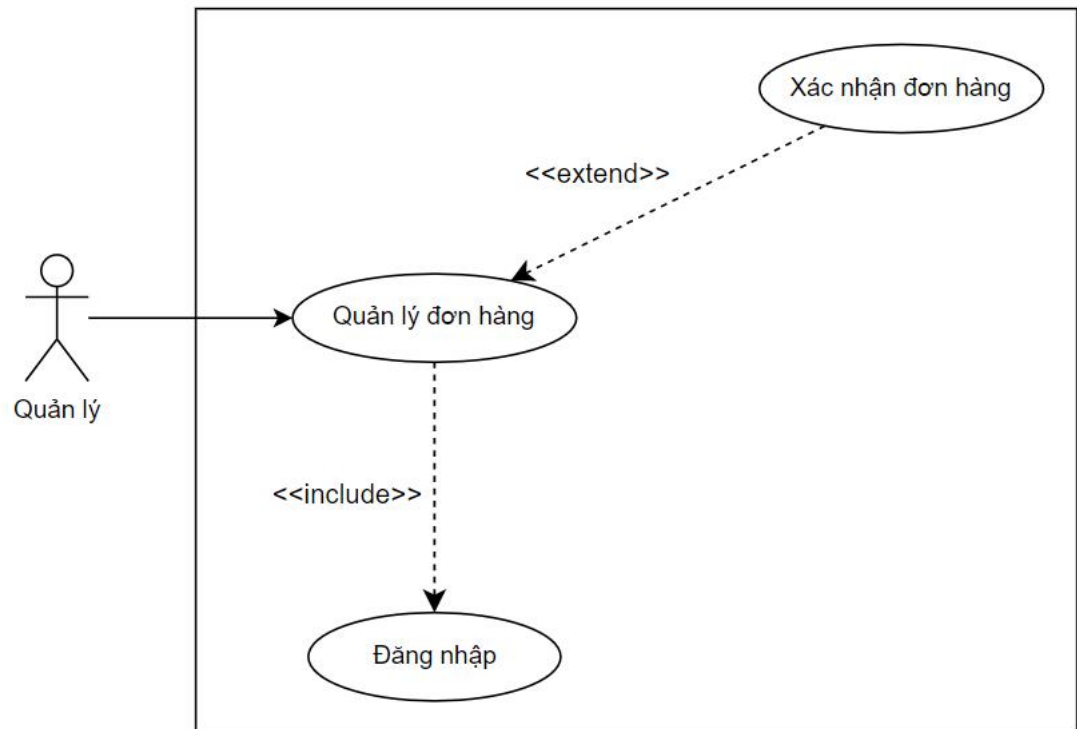 Xác nhận đơn hàng
<<extend>>
Quản lý đơn hàng
Quản lý
<<include>>
Đăng nhập